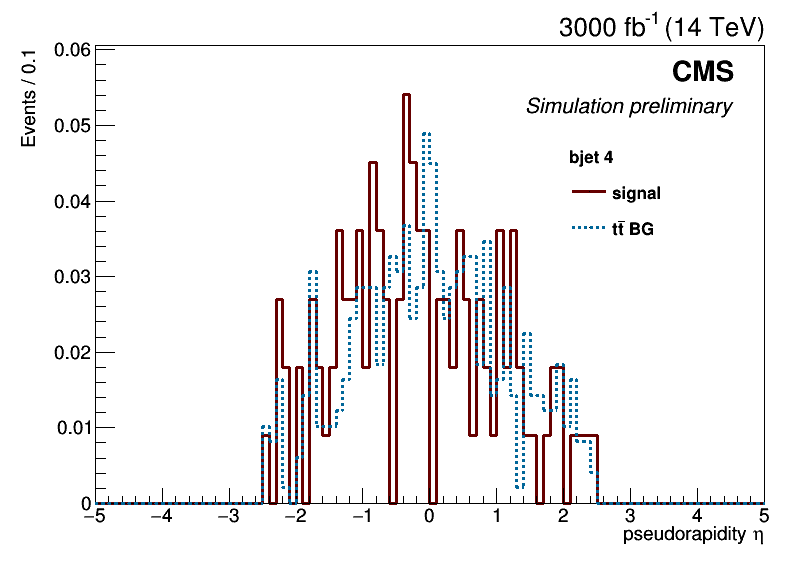 3000 fb⁻¹ (14 TeV)
Events / 0.1
0.06
0.05
0.04
0.03
0.02
0.01
0
CMS
Simulation preliminary
bjet 4
signal
tt̄ BG
−5 −4 −3 −2 −1 0 1 2 3 4 5
pseudorapidity η